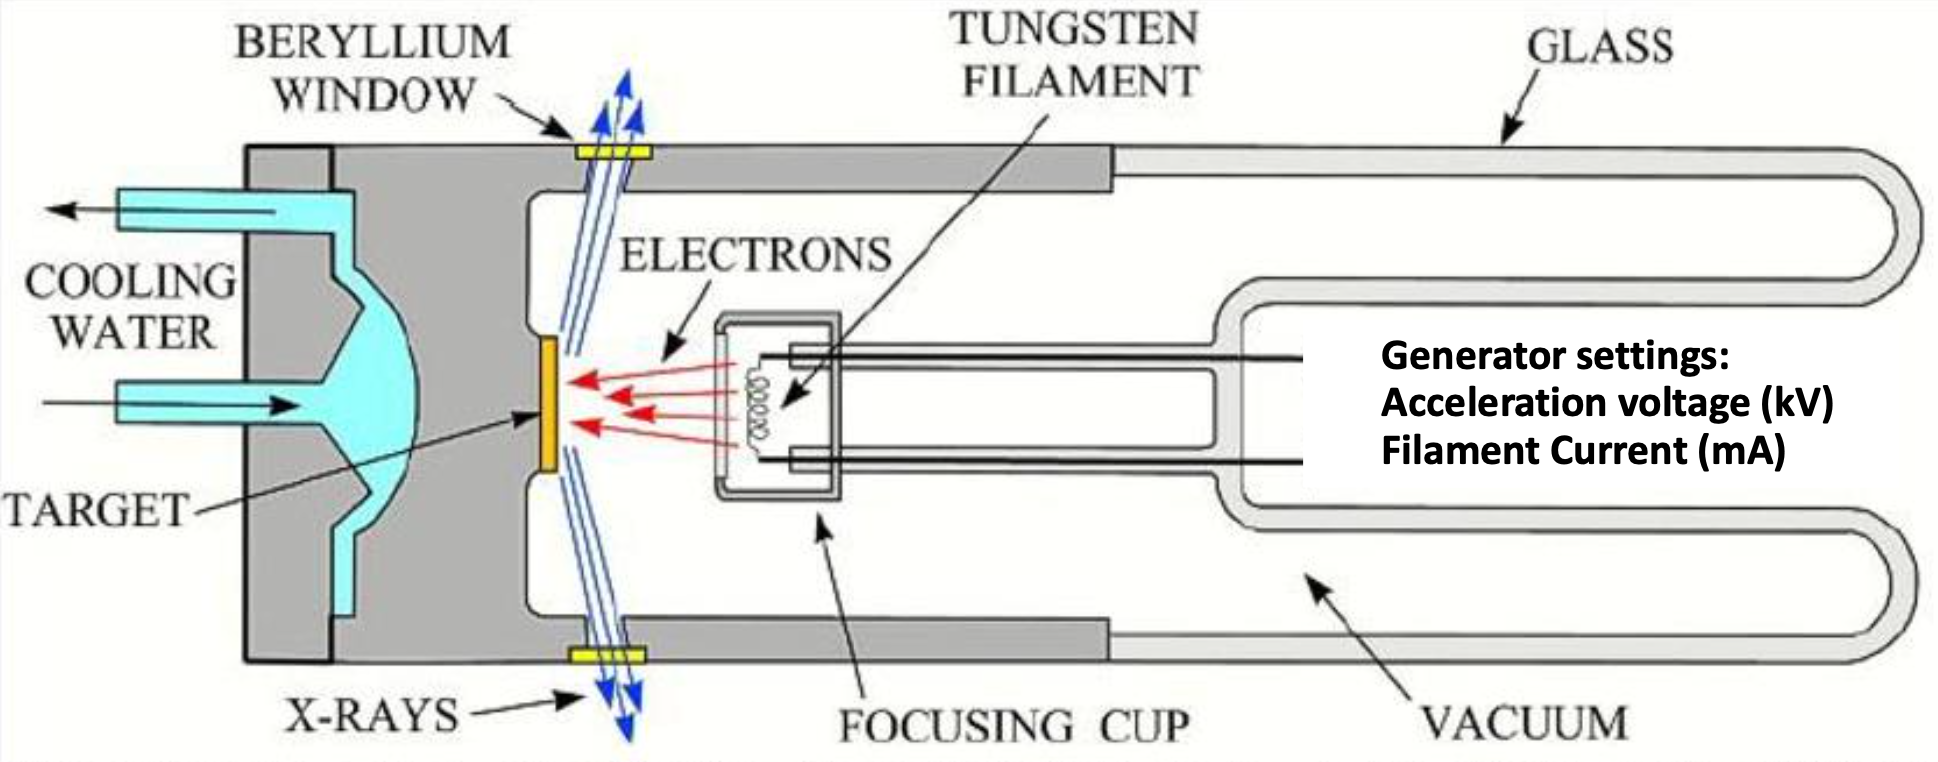 BERYLLIUM
WINDOW
TUNGSTEN
FILAMENT
GLASS
ELECTRONS
COOLING
WATER
Generator settings:
Acceleration voltage (kV)
Filament Current (mA)
TARGET
X-RAYS
FOCUSING CUP
VACUUM